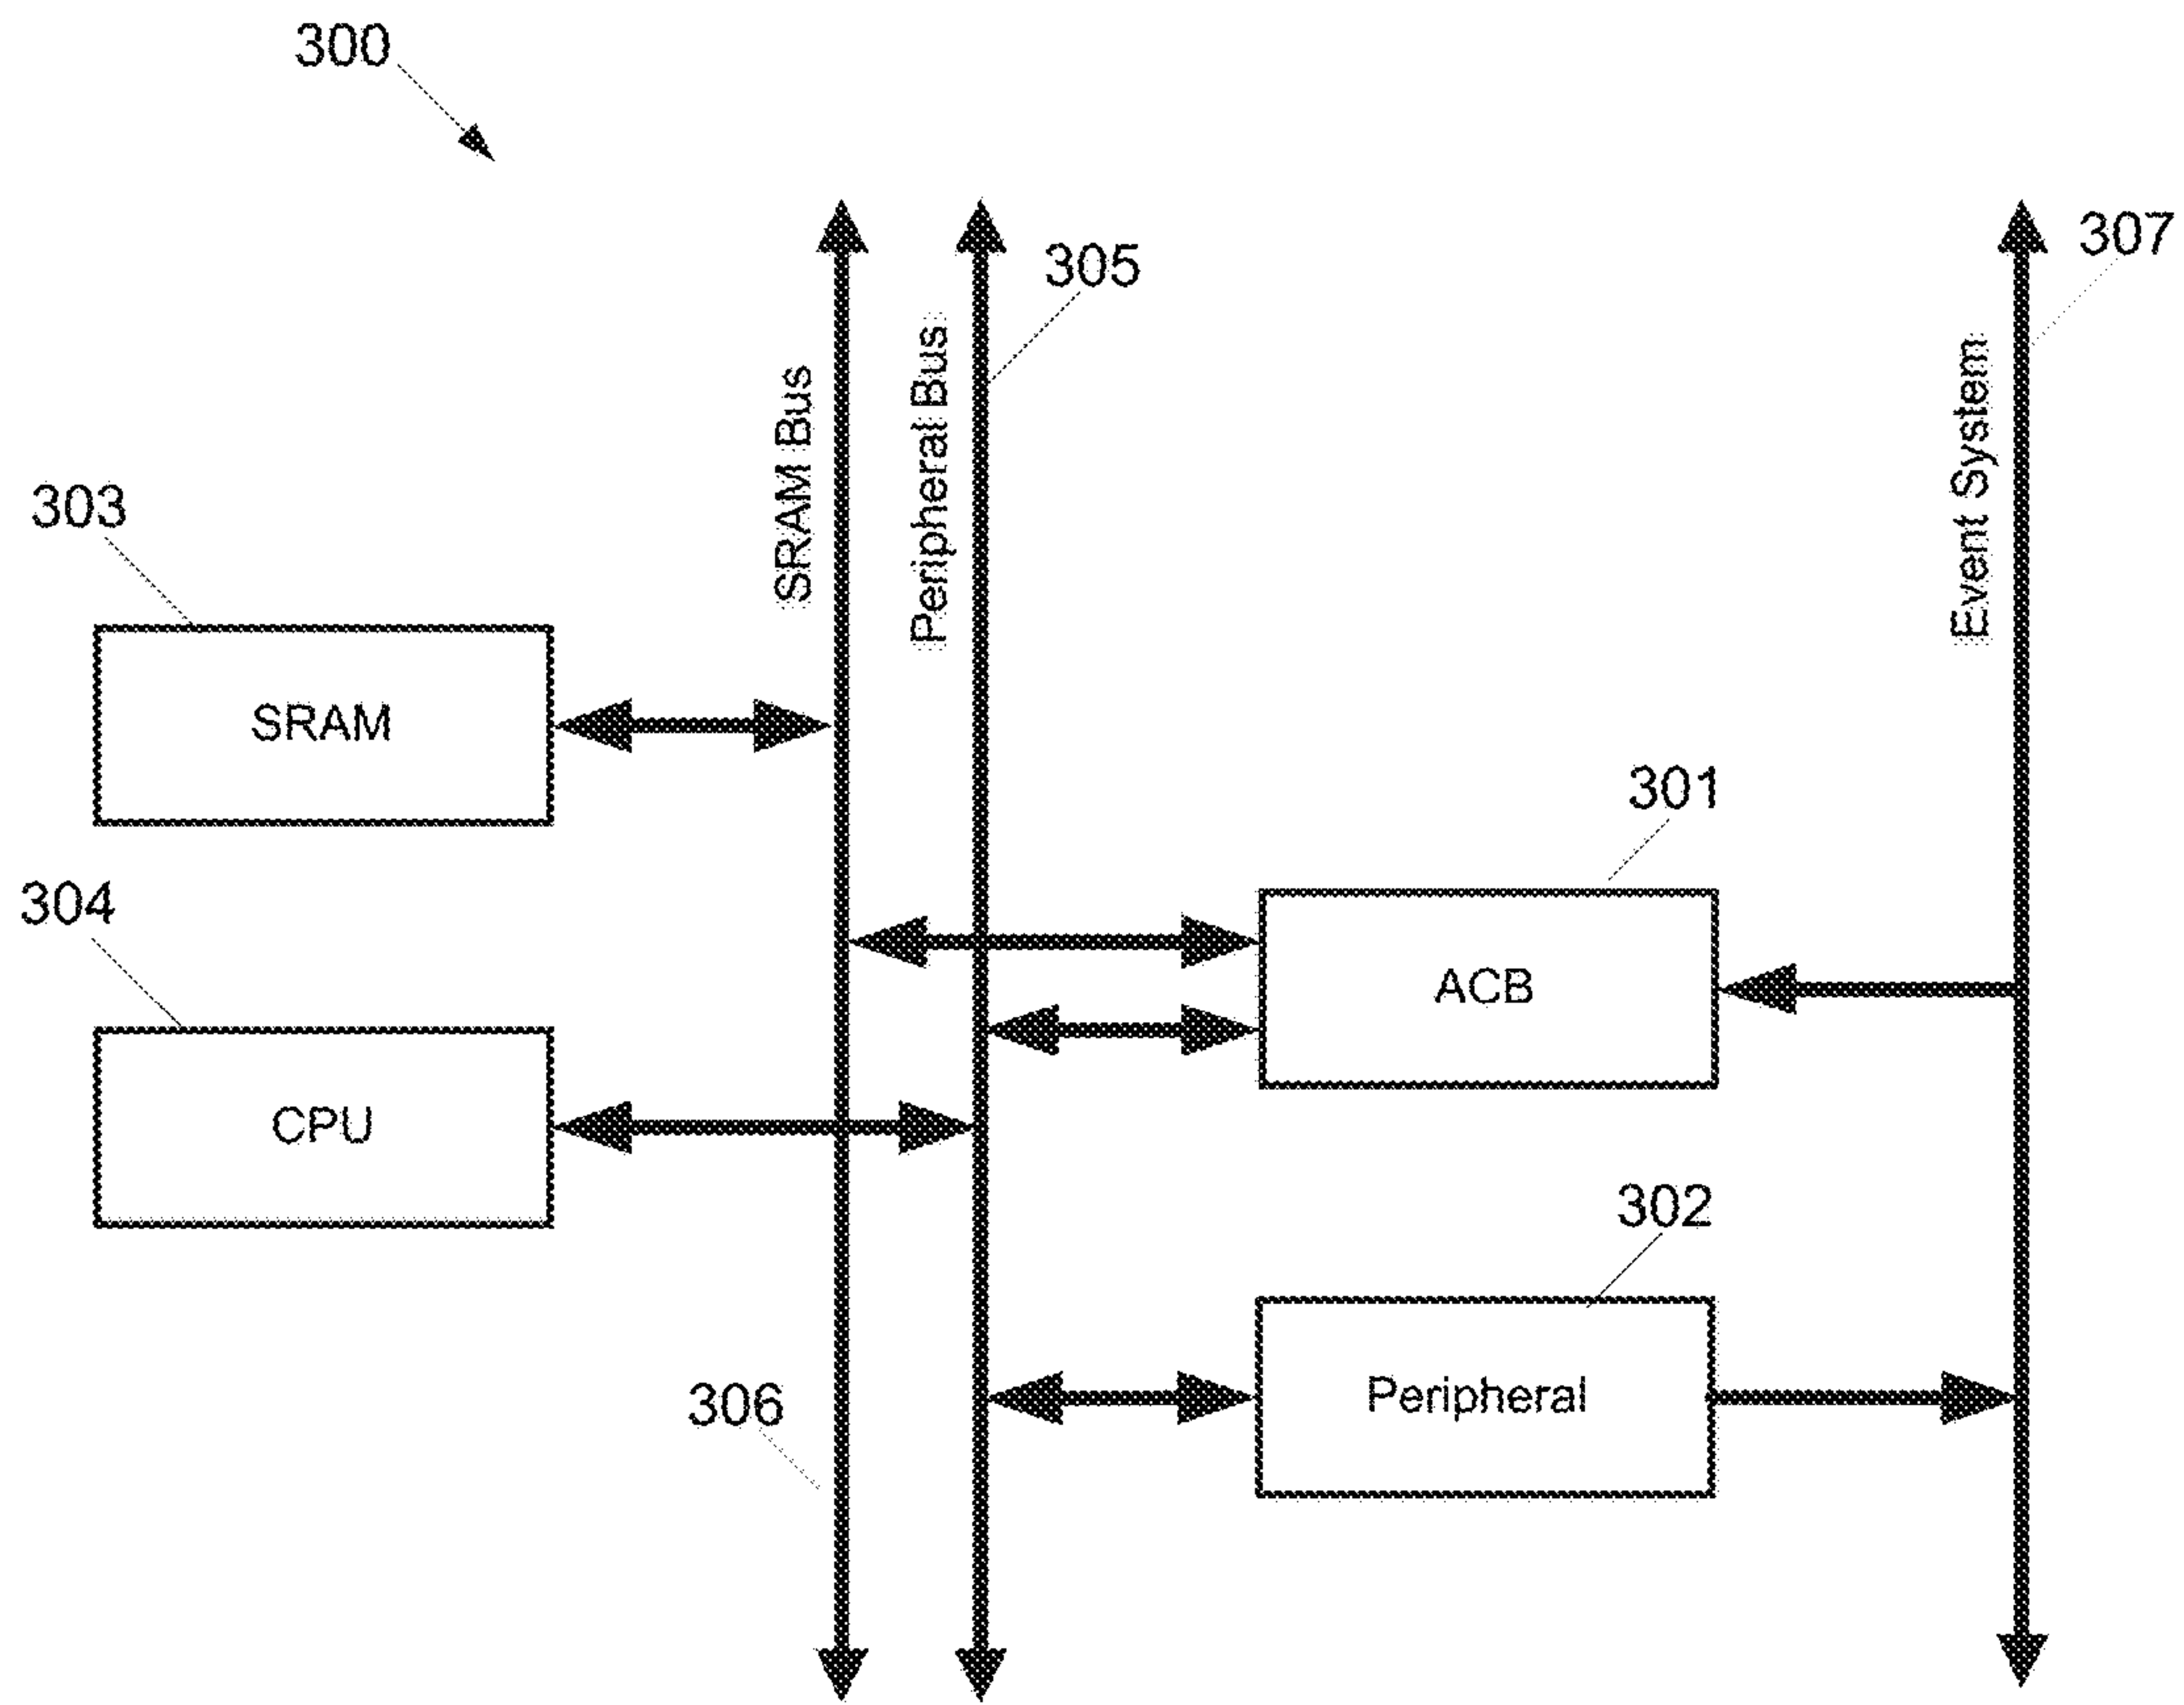 300
307
305
SRAM Bus
Peripheral Bus
Event System
303
SRAM
301
304
ACB
CPU
302
306
Peripheral